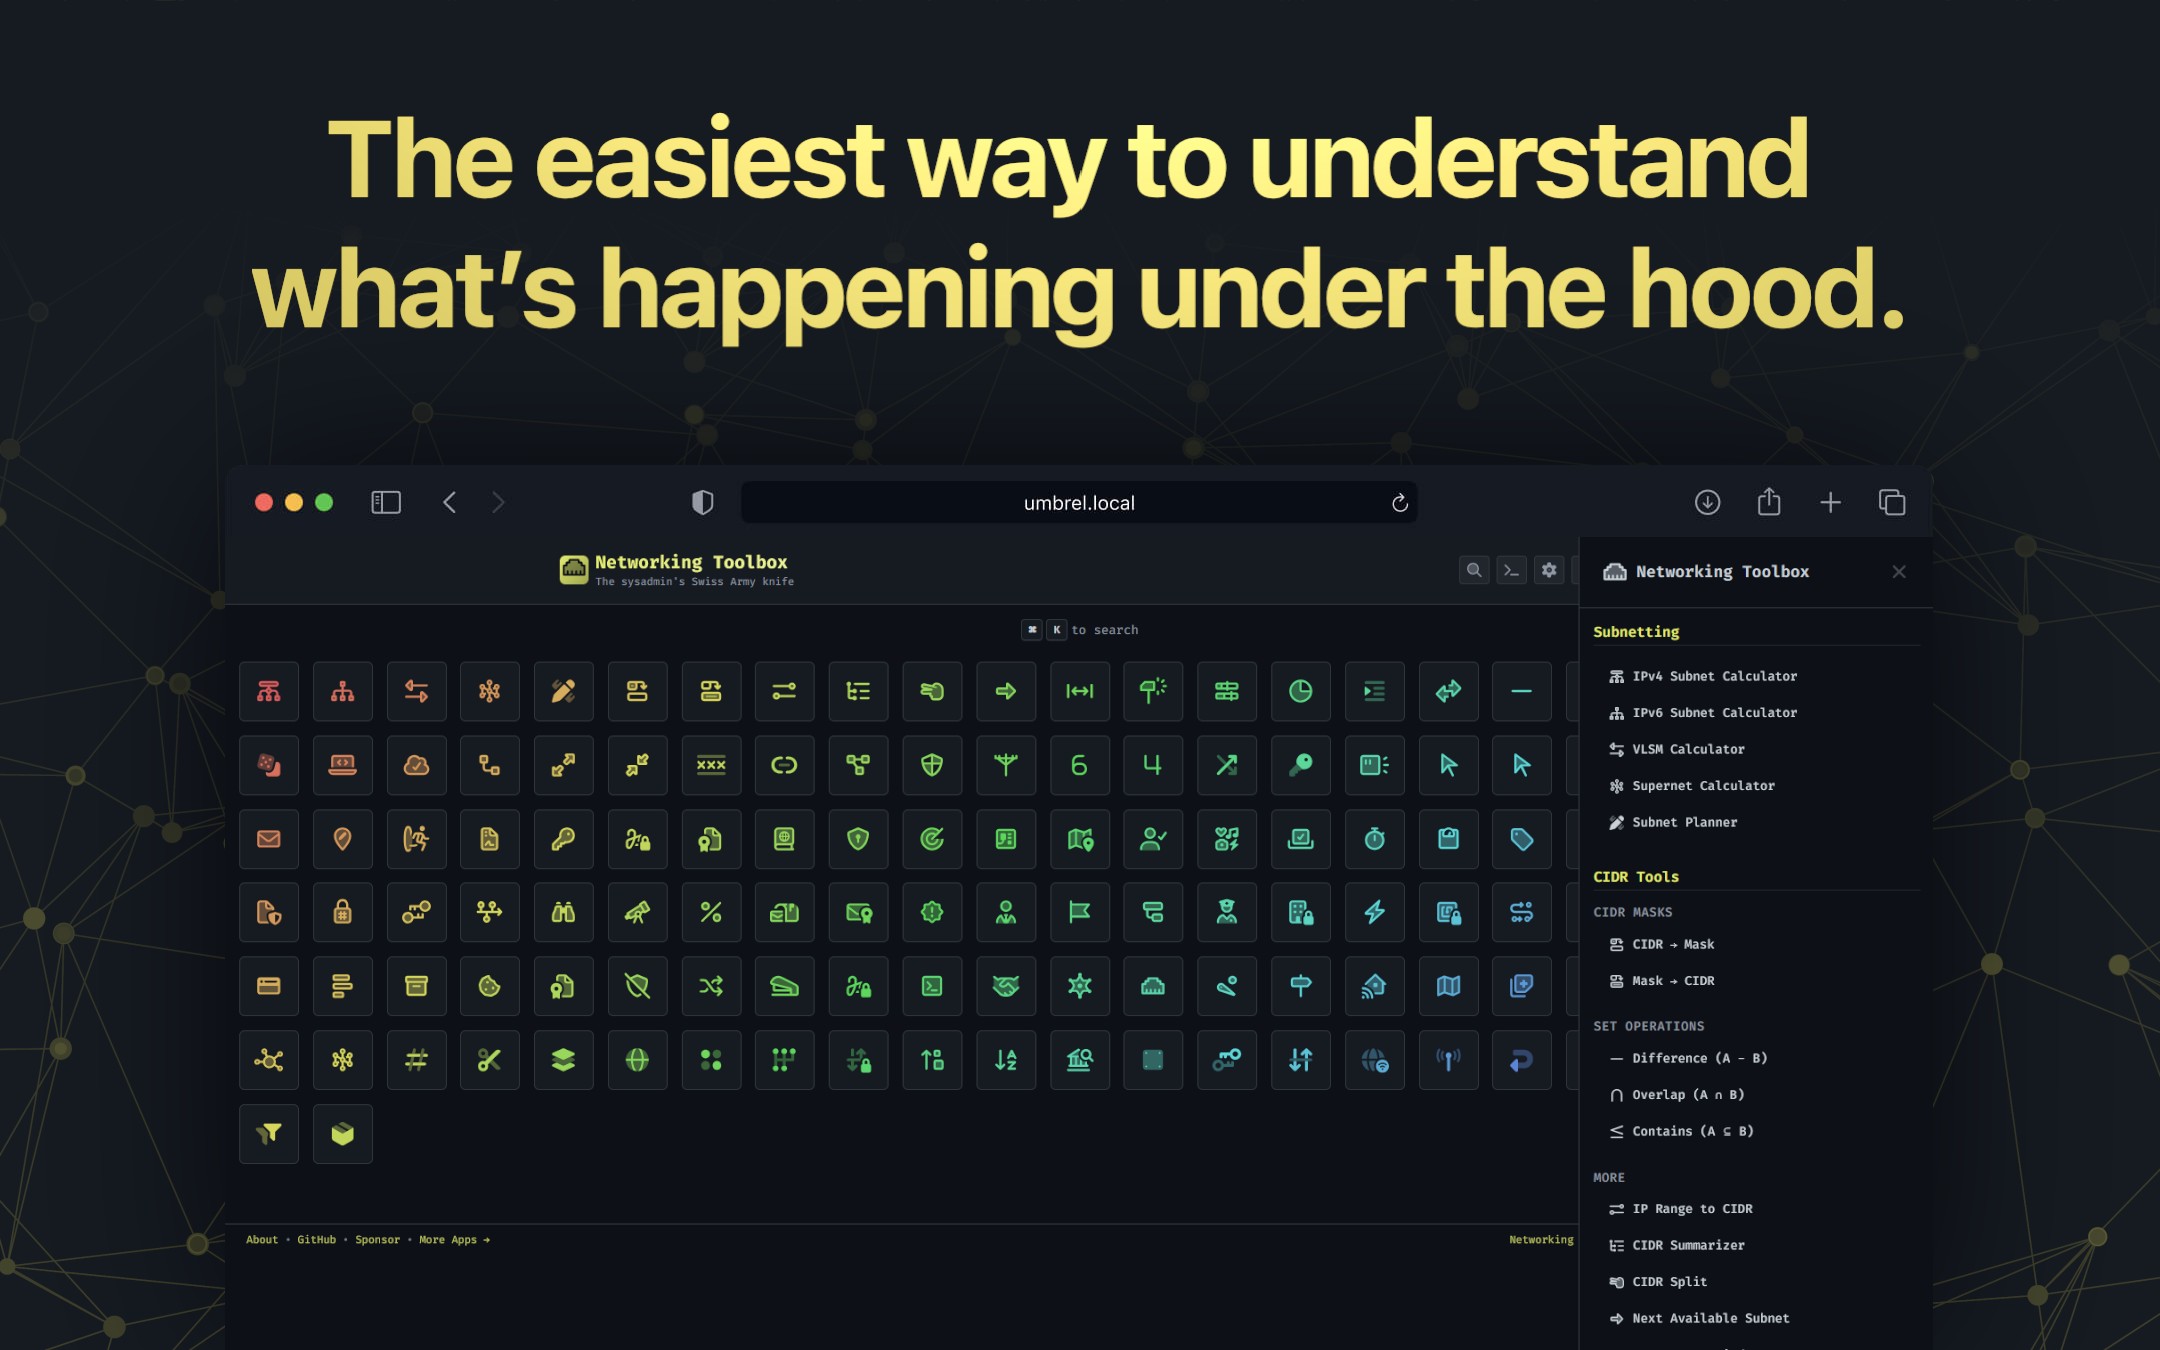 The easiest way to understand
what’s happening under the hood.
umbrel.local
Networking Toolbox
The sysadmin's Swiss Army knife
⌘ K to search
6
4
About • GitHub • Sponsor • More Apps →
Networking
Networking Toolbox
Subnetting
IPv4 Subnet Calculator
IPv6 Subnet Calculator
VLSM Calculator
Supernet Calculator
Subnet Planner
CIDR Tools
CIDR MASKS
CIDR → Mask
Mask → CIDR
SET OPERATIONS
Difference (A - B)
Overlap (A ∩ B)
Contains (A ⊆ B)
MORE
IP Range to CIDR
CIDR Summarizer
CIDR Split
Next Available Subnet